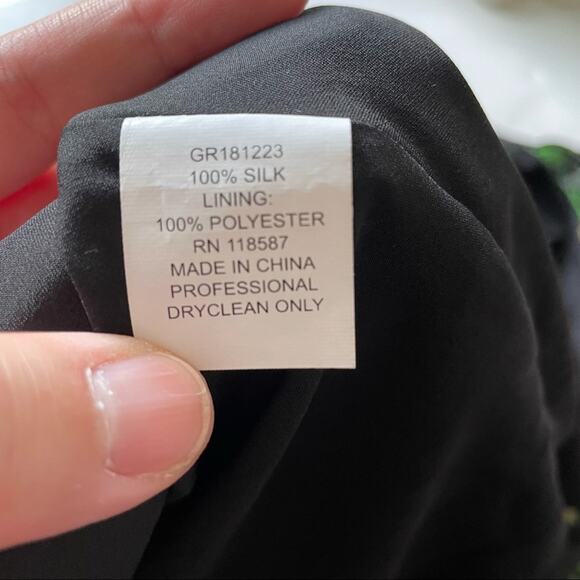 GR181223
100% SILK
LINING:
100% POLYESTER
RN 118587
MADE IN CHINA
PROFESSIONAL
DRYCLEAN ONLY